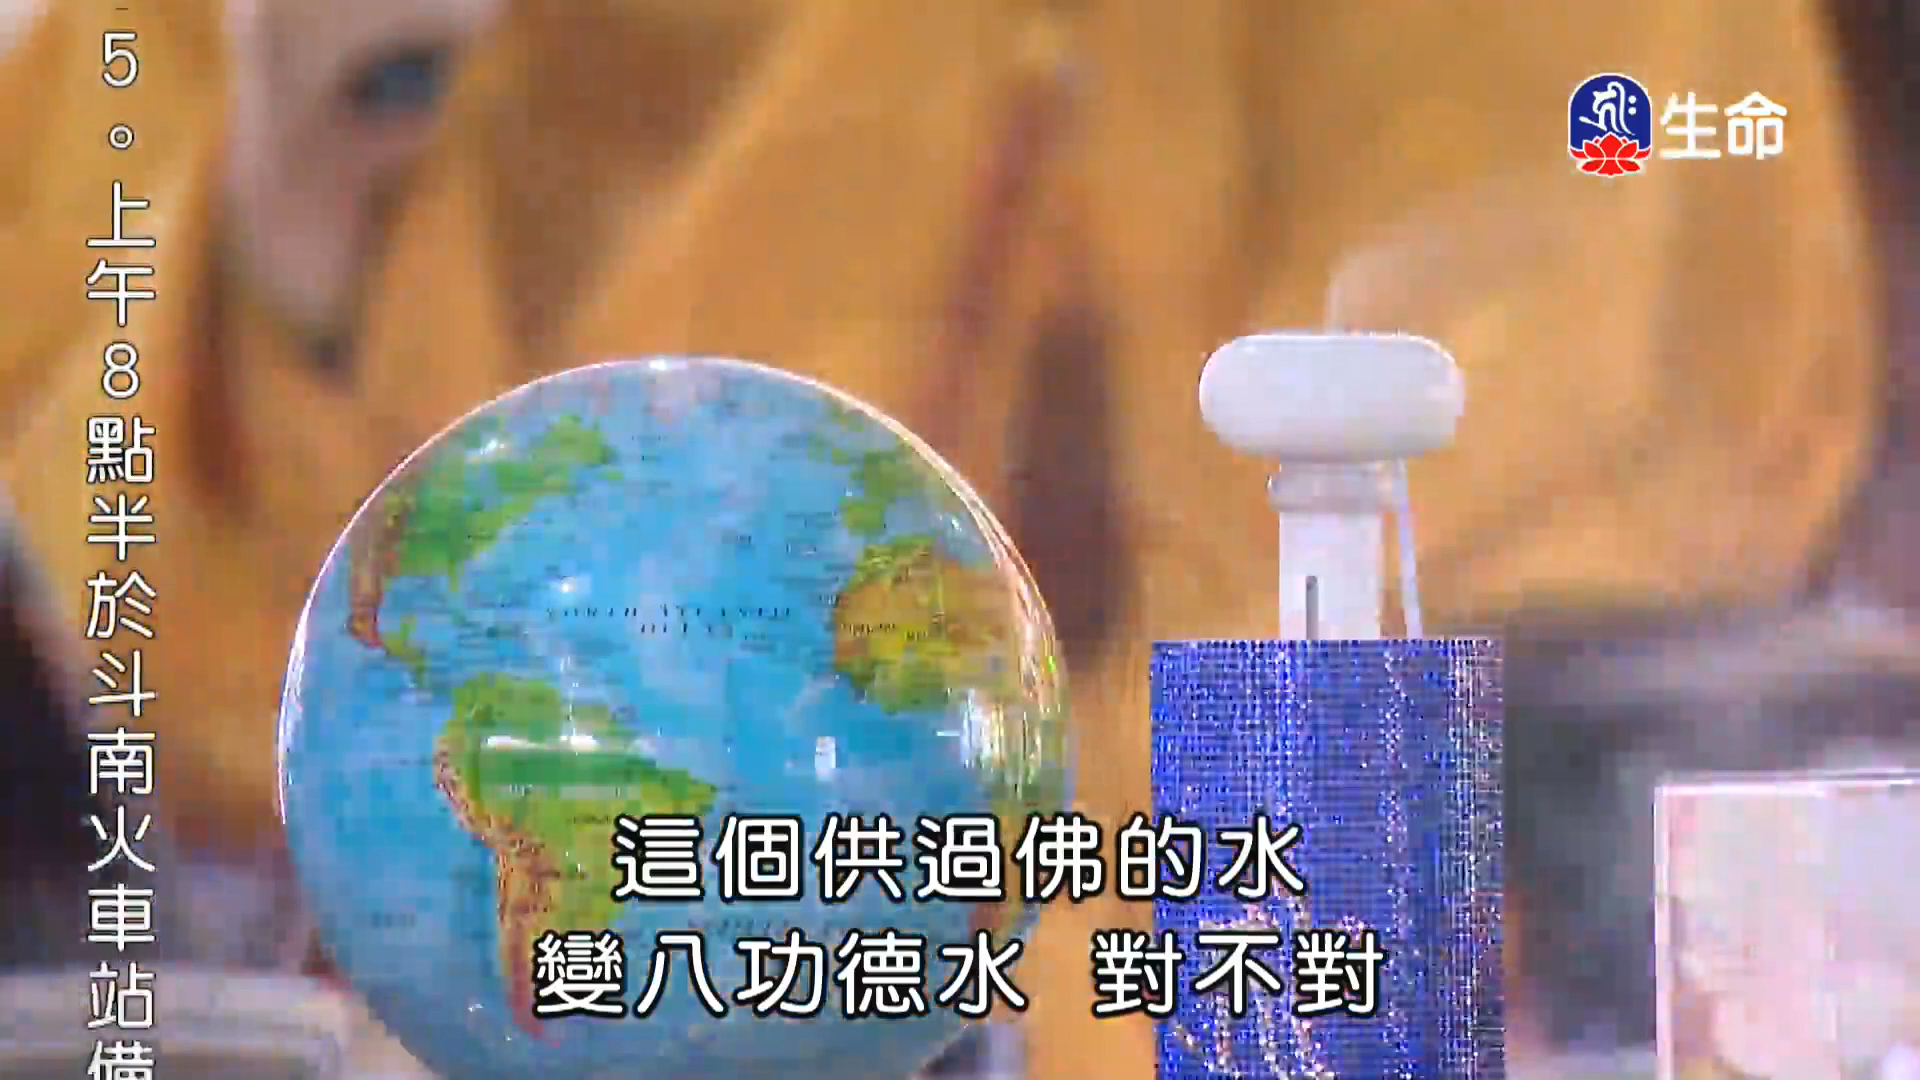 5。上午8點半於斗南火車站備
生命
這個供過佛的水
變八功德水 對不對